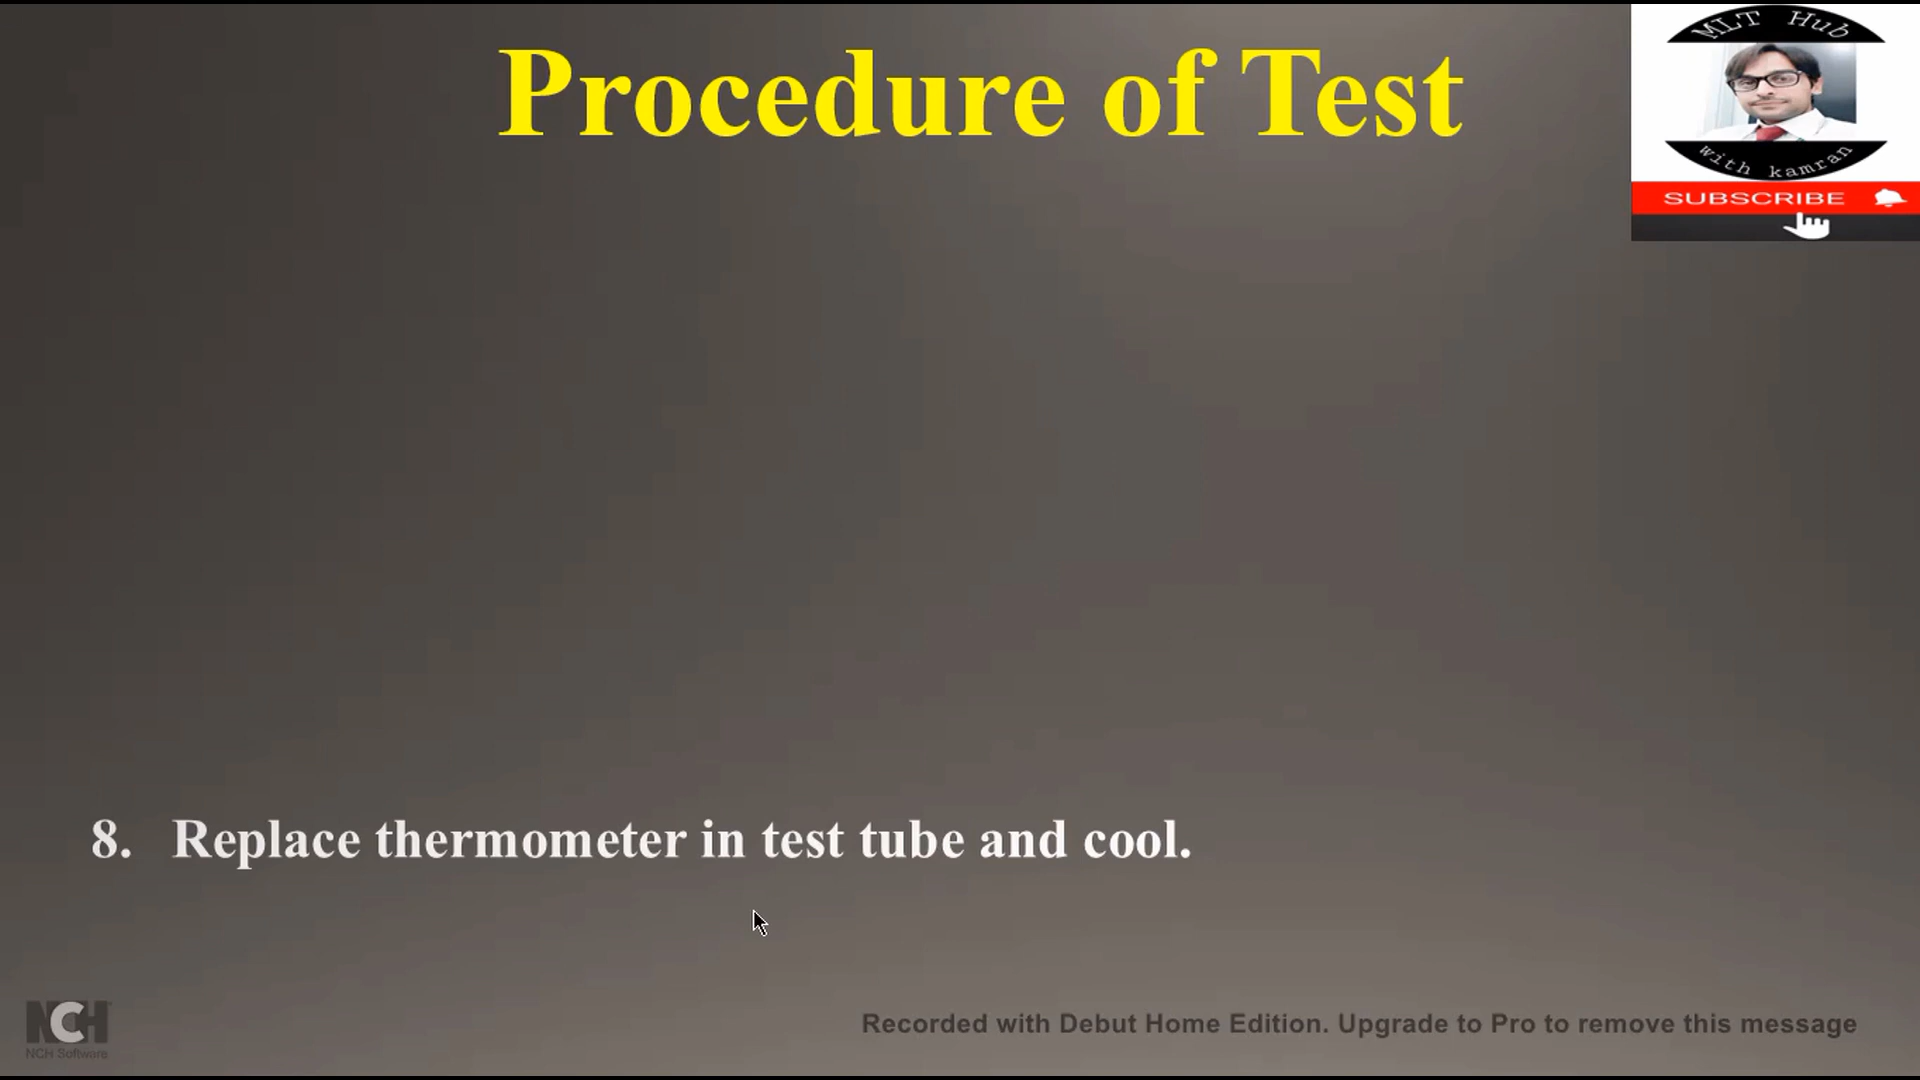 Procedure of Test
MLT Hub
with kamran
SUBSCRIBE
8. Replace thermometer in test tube and cool.
NCH
NCH Software
Recorded with Debut Home Edition. Upgrade to Pro to remove this message